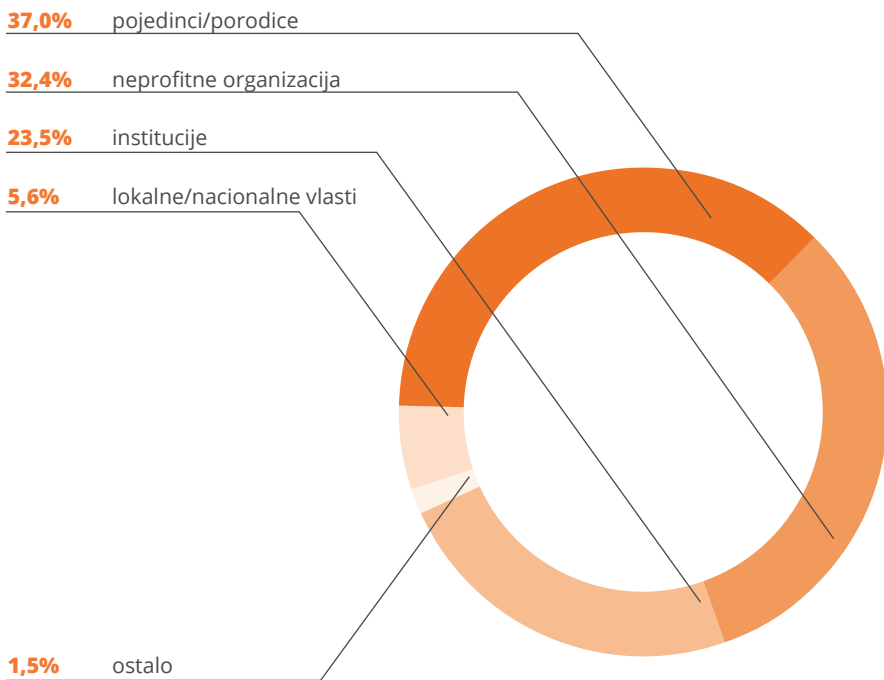 37,0% pojedinci/porodice
32,4% neprofitne organizacija
23,5% institucije
5,6% lokalne/nacionalne vlasti
1,5% ostalo